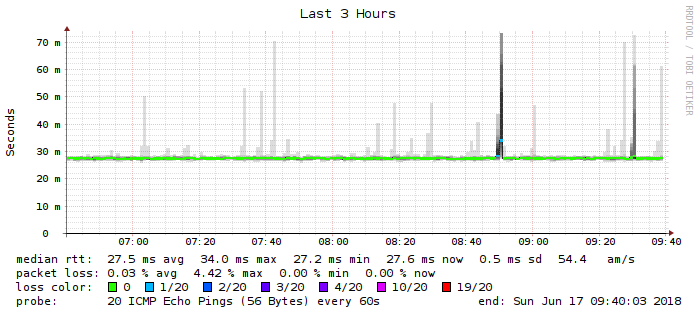 Last 3 Hours
RRDTOOL / TOBI OETIKER
Seconds
70 m
60 m
50 m
40 m
30 m
20 m
10 m
0
07:00 07:20 07:40 08:00 08:20 08:40 09:00 09:20 09:40
median rtt: 27.5 ms avg 34.0 ms max 27.2 ms min 27.6 ms now 0.5 ms sd 54.4 am/s
packet loss: 0.03 % avg 4.42 % max 0.00 % min 0.00 % now
loss color: 0 1/20 2/20 3/20 4/20 10/20 19/20
probe: 20 ICMP Echo Pings (56 Bytes) every 60s end: Sun Jun 17 09:40:03 2018